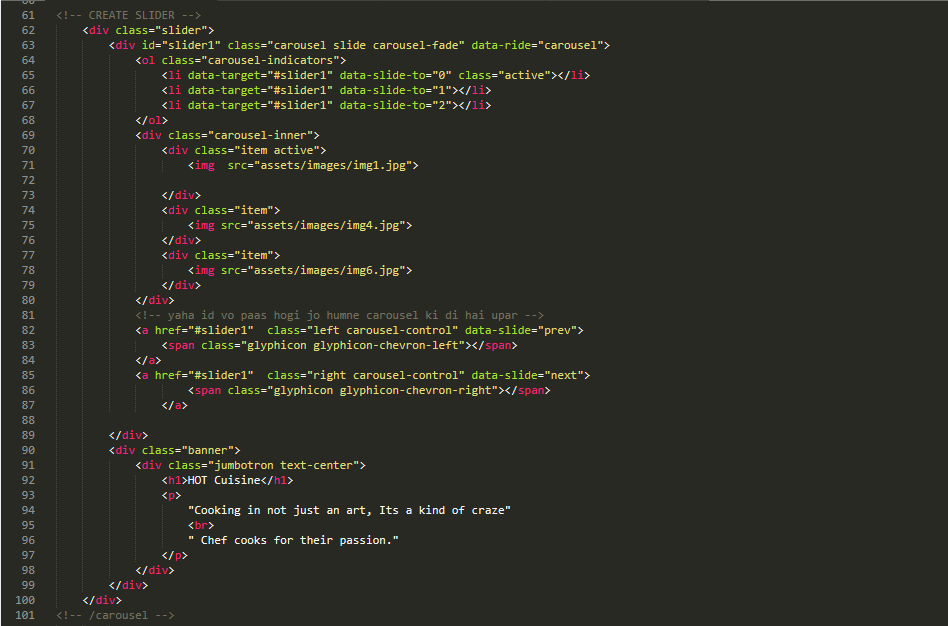 61 <!-- CREATE SLIDER -->
62 <div class="slider">
63 <div id="slider1" class="carousel slide carousel-fade" data-ride="carousel">
64 <ol class="carousel-indicators">
65 <li data-target="#slider1" data-slide-to="0" class="active"></li>
66 <li data-target="#slider1" data-slide-to="1"></li>
67 <li data-target="#slider1" data-slide-to="2"></li>
68 </ol>
69 <div class="carousel-inner">
70 <div class="item active">
71 <img  src="assets/images/img1.jpg">
72
73 </div>
74 <div class="item">
75 <img src="assets/images/img4.jpg">
76 </div>
77 <div class="item">
78 <img src="assets/images/img6.jpg">
79 </div>
80 </div>
81 <!-- yaha id vo paas hogi jo humne carousel ki di hai upar -->
82 <a href="#slider1"  class="left carousel-control" data-slide="prev">
83 <span class="glyphicon glyphicon-chevron-left"></span>
84 </a>
85 <a href="#slider1"  class="right carousel-control" data-slide="next">
86 <span class="glyphicon glyphicon-chevron-right"></span>
87 </a>
88
89 </div>
90 <div class="banner">
91 <div class="jumbotron text-center">
92 <h1>HOT Cuisine</h1>
93 <p>
94 "Cooking in not just an art, Its a kind of craze"
95 <br>
96 " Chef cooks for their passion."
97 </p>
98 </div>
99 </div>
100 </div>
101 <!-- /carousel -->